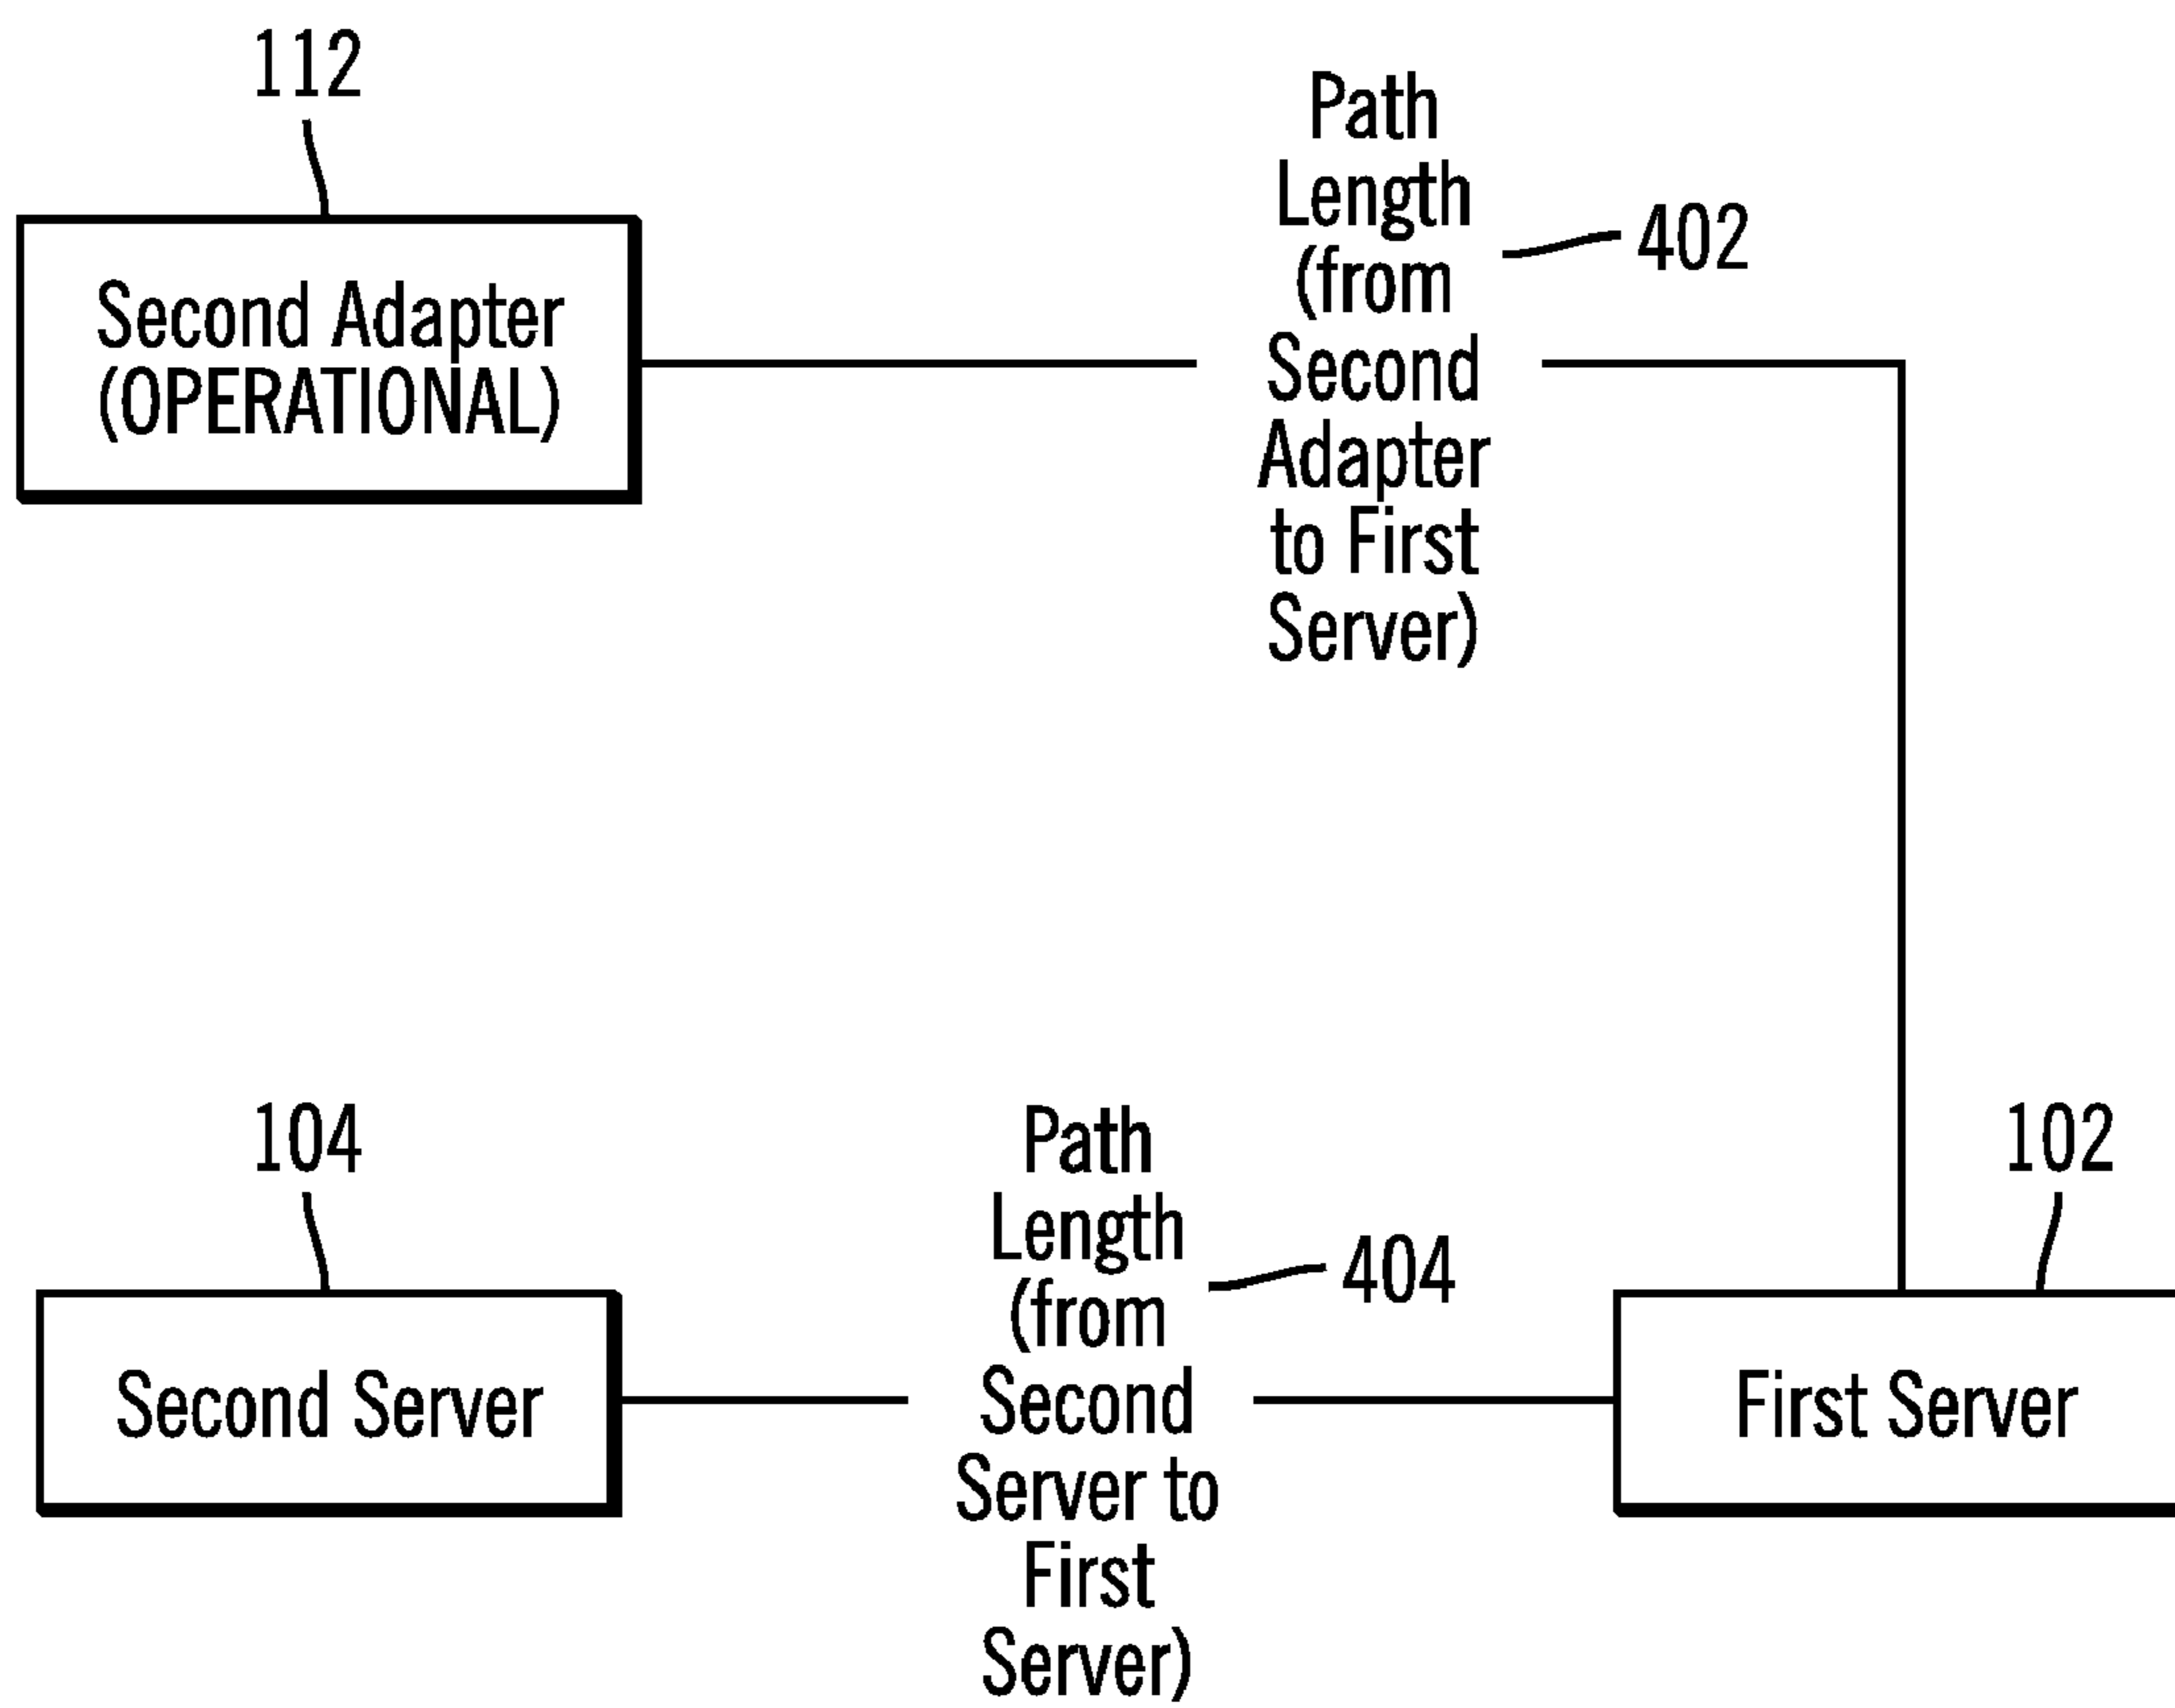 112
Second Adapter
(OPERATIONAL)
Path
Length
(from
Second
Adapter
to First
Server)
402
104
Second Server
Path
Length
(from
Second
Server to
First
Server)
404
102
First Server